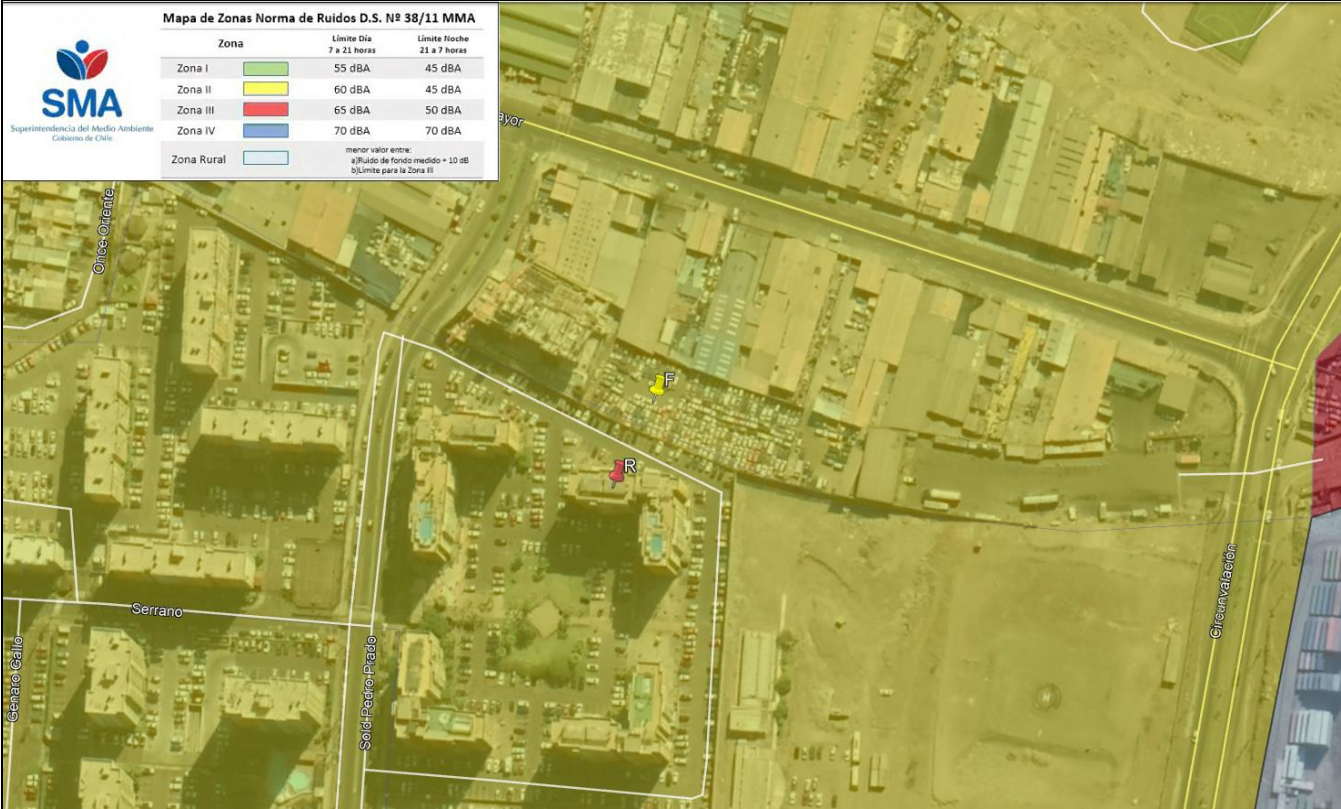 Mapa de Zonas Norma de Ruidos D.S. Nº 38/11 MMA
Zona
Límite Día
7 a 21 horas
Límite Noche
21 a 7 horas
Zona I 55 dBA 45 dBA
Zona II 60 dBA 45 dBA
Zona III 65 dBA 50 dBA
Zona IV 70 dBA 70 dBA
Zona Rural
menor valor entre:
a)Ruido de fondo medido + 10 dB
b)Límite para la Zona III
SMA
Superintendencia del Medio Ambiente
Gobierno de Chile
ayor
Once Oriente
F
R
Serrano
Genaro Gallo
Sold Pedro Prado
Circunvalación
H